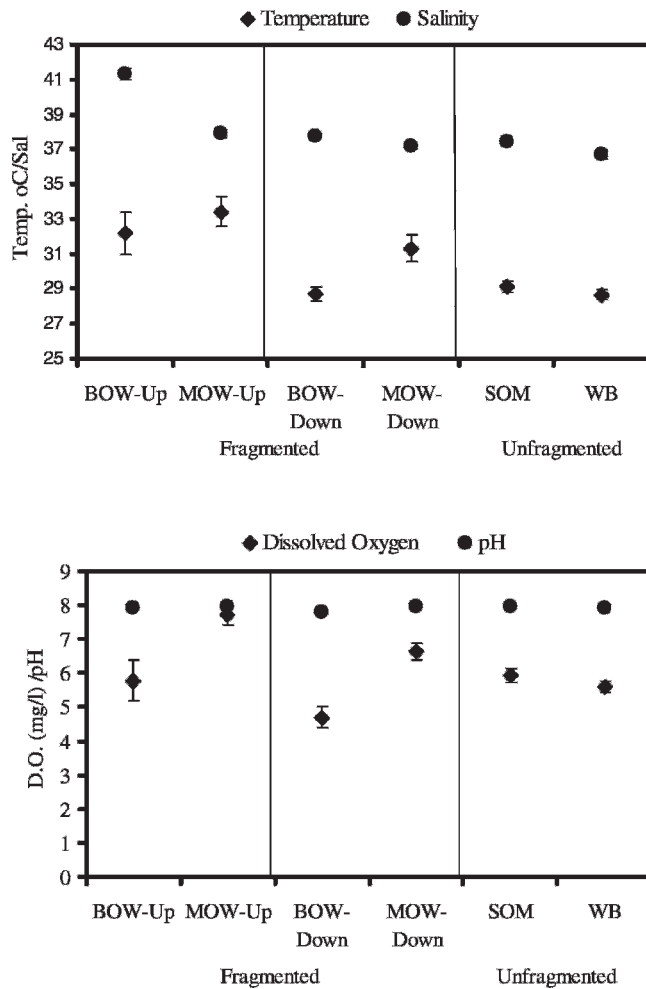 Temperature Salinity
43
41
39
37
35
33
31
29
27
25
Temp. oC/Sal
BOW-Up MOW-Up BOW- MOW- SOM WB
Down Down
Fragmented Unfragmented
Dissolved Oxygen pH
9
8
7
6
5
4
3
2
1
0
D.O. (mg/l) /pH
BOW-Up MOW-Up BOW- MOW- SOM WB
Down Down
Fragmented Unfragmented